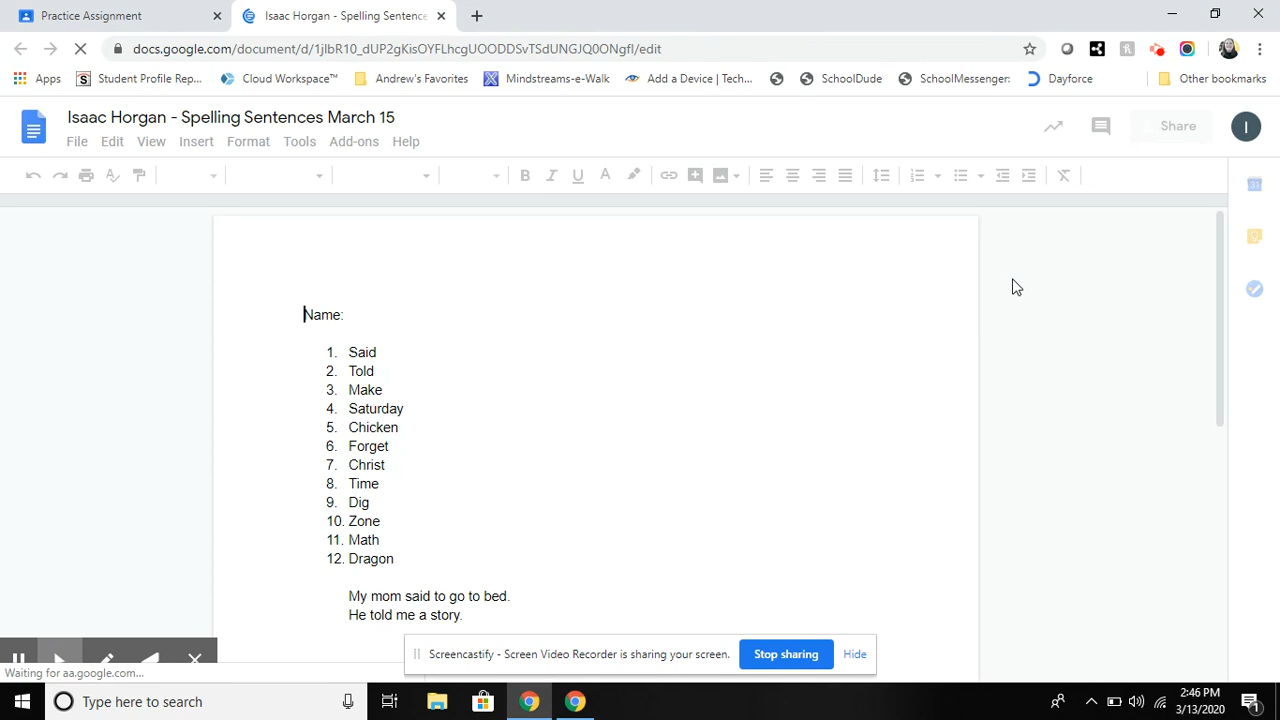 Practice Assignment
Isaac Horgan - Spelling Sentence
docs.google.com/document/d/1jlbR10_dUP2gKisOYFLhcgUOODDSvTSdUNGJQ0ONgfI/edit
Apps
Student Profile Rep...
Cloud Workspace™
Andrew's Favorites
Mindstreams-e-Walk
Add a Device | Tech...
SchoolDude
SchoolMessenger:
Dayforce
Other bookmarks
Isaac Horgan - Spelling Sentences March 15
File Edit View Insert Format Tools Add-ons Help
Share
I
Name:
1. Said
2. Told
3. Make
4. Saturday
5. Chicken
6. Forget
7. Christ
8. Time
9. Dig
10. Zone
11. Math
12. Dragon
My mom said to go to bed.
He told me a story.
Screencastify - Screen Video Recorder is sharing your screen.
Stop sharing
Hide
Waiting for aa.google.com...
Type here to search
2:46 PM
3/13/2020